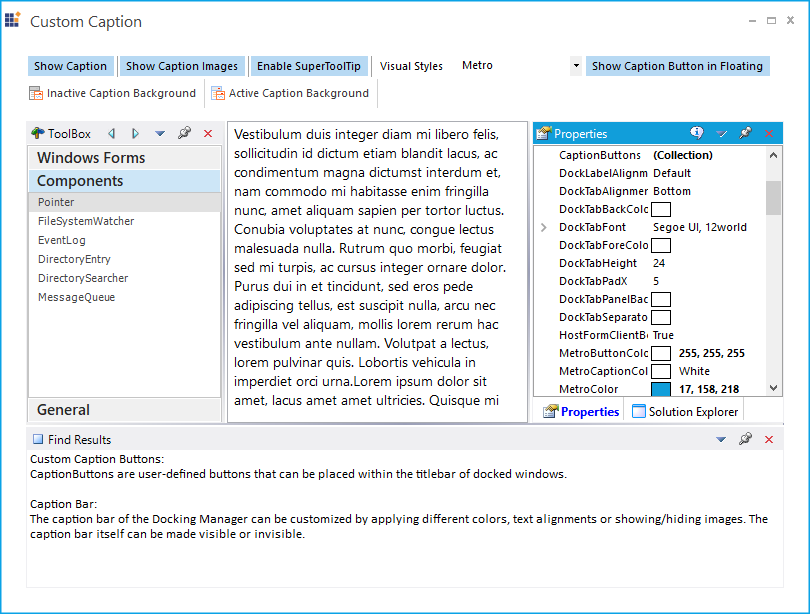 Custom Caption
Show Caption
Show Caption Images
Enable SuperToolTip
Visual Styles
Metro
Show Caption Button in Floating
Inactive Caption Background
Active Caption Background
ToolBox
Windows Forms
Components
Pointer
FileSystemWatcher
EventLog
DirectoryEntry
DirectorySearcher
MessageQueue
General
Vestibulum duis integer diam mi libero felis,
sollicitudin id dictum etiam blandit lacus, ac
condimentum magna dictumst interdum et,
nam commodo mi habitasse enim fringilla
nunc, amet aliquam sapien per tortor luctus.
Conubia voluptates at nunc, congue lectus
malesuada nulla. Rutrum quo morbi, feugiat
sed mi turpis, ac cursus integer ornare dolor.
Purus dui in et tincidunt, sed eros pede
adipiscing tellus, est suscipit nulla, arcu nec
fringilla vel aliquam, mollis lorem rerum hac
vestibulum ante nullam. Volutpat a lectus,
lorem pulvinar quis. Lobortis vehicula in
imperdiet orci urna.Lorem ipsum dolor sit
amet, lacus amet amet ultricies. Quisque mi
Properties
CaptionButtons (Collection)
DockLabelAlignm Default
DockTabAlignmer Bottom
DockTabBackColo
DockTabFont Segoe UI, 12world
DockTabForeColo
DockTabHeight 24
DockTabPadX 5
DockTabPanelBac
DockTabSeparato
HostFormClientBo True
MetroButtonColo 255, 255, 255
MetroCaptionCol White
MetroColor 17, 158, 218
Properties
Solution Explorer
Find Results
Custom Caption Buttons:
CaptionButtons are user-defined buttons that can be placed within the titlebar of docked windows.
Caption Bar:
The caption bar of the Docking Manager can be customized by applying different colors, text alignments or showing/hiding images. The
caption bar itself can be made visible or invisible.